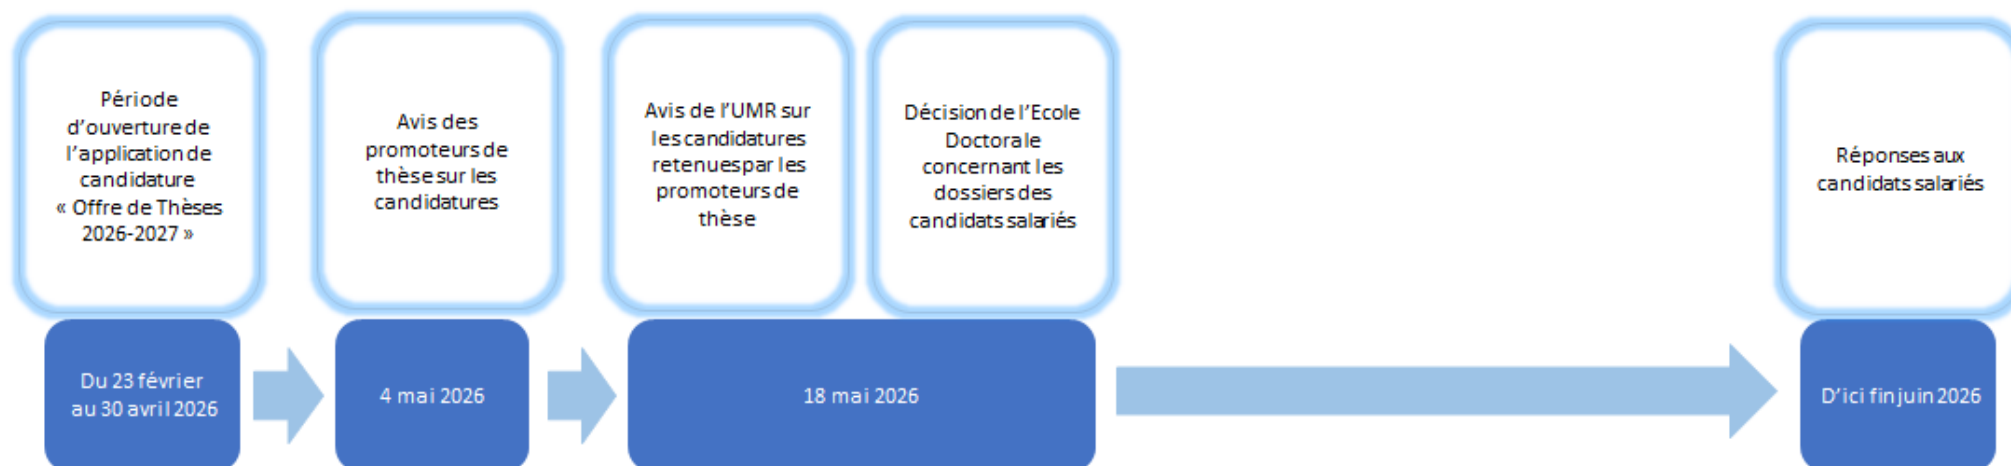 Période
d’ouverture de
l’application de
candidature
« Offre de Thèses
2026-2027 »
Du 23 février
au 30 avril 2026
Avis des
promoteurs de
thèse sur les
candidatures
4 mai 2026
Avis de l’UMR sur
les candidatures
retenues par les
promoteurs de
thèse
Décision de l’Ecole
Doctorale
concernant les
dossiers des
candidats salariés
18 mai 2026
Réponses aux
candidats salariés
D’ici fin juin 2026